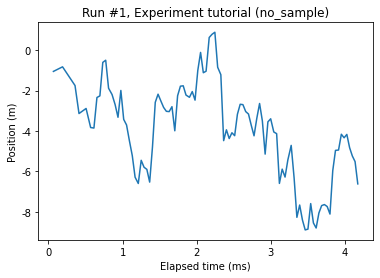 Run #1, Experiment tutorial (no_sample)
Position (m)
0
-2
-4
-6
-8
0 1 2 3 4
Elapsed time (ms)